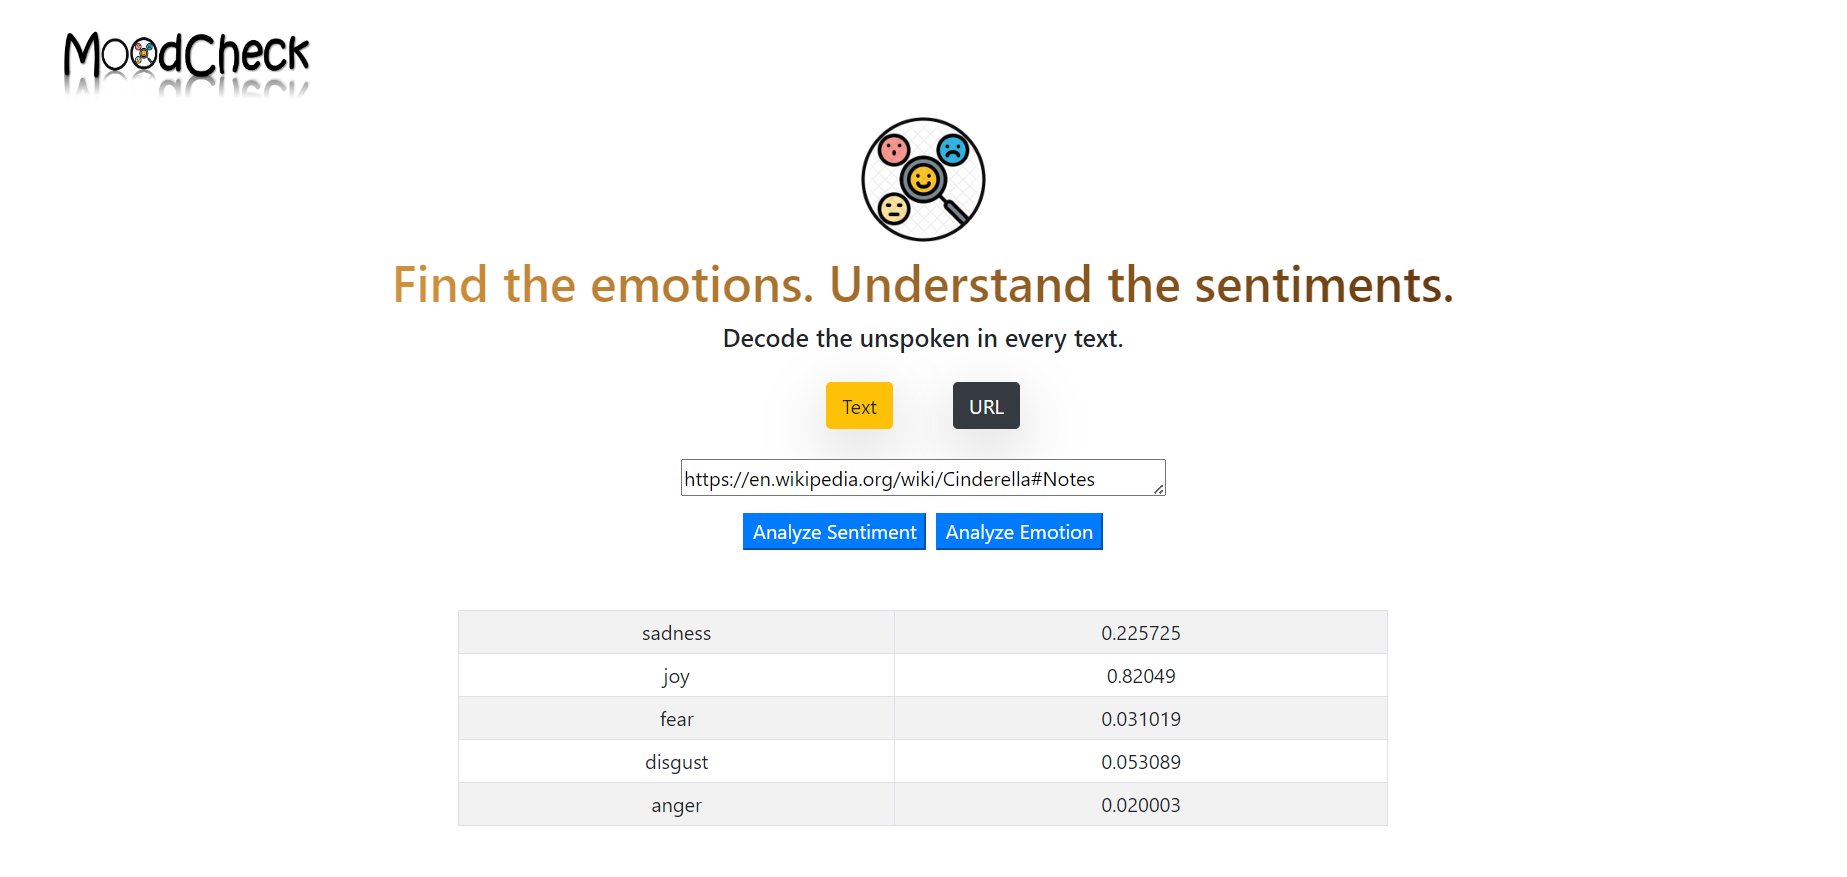 MoodCheck
Find the emotions. Understand the sentiments.
Decode the unspoken in every text.
Text URL
https://en.wikipedia.org/wiki/Cinderella#Notes
Analyze Sentiment Analyze Emotion
sadness 0.225725
joy 0.82049
fear 0.031019
disgust 0.053089
anger 0.020003